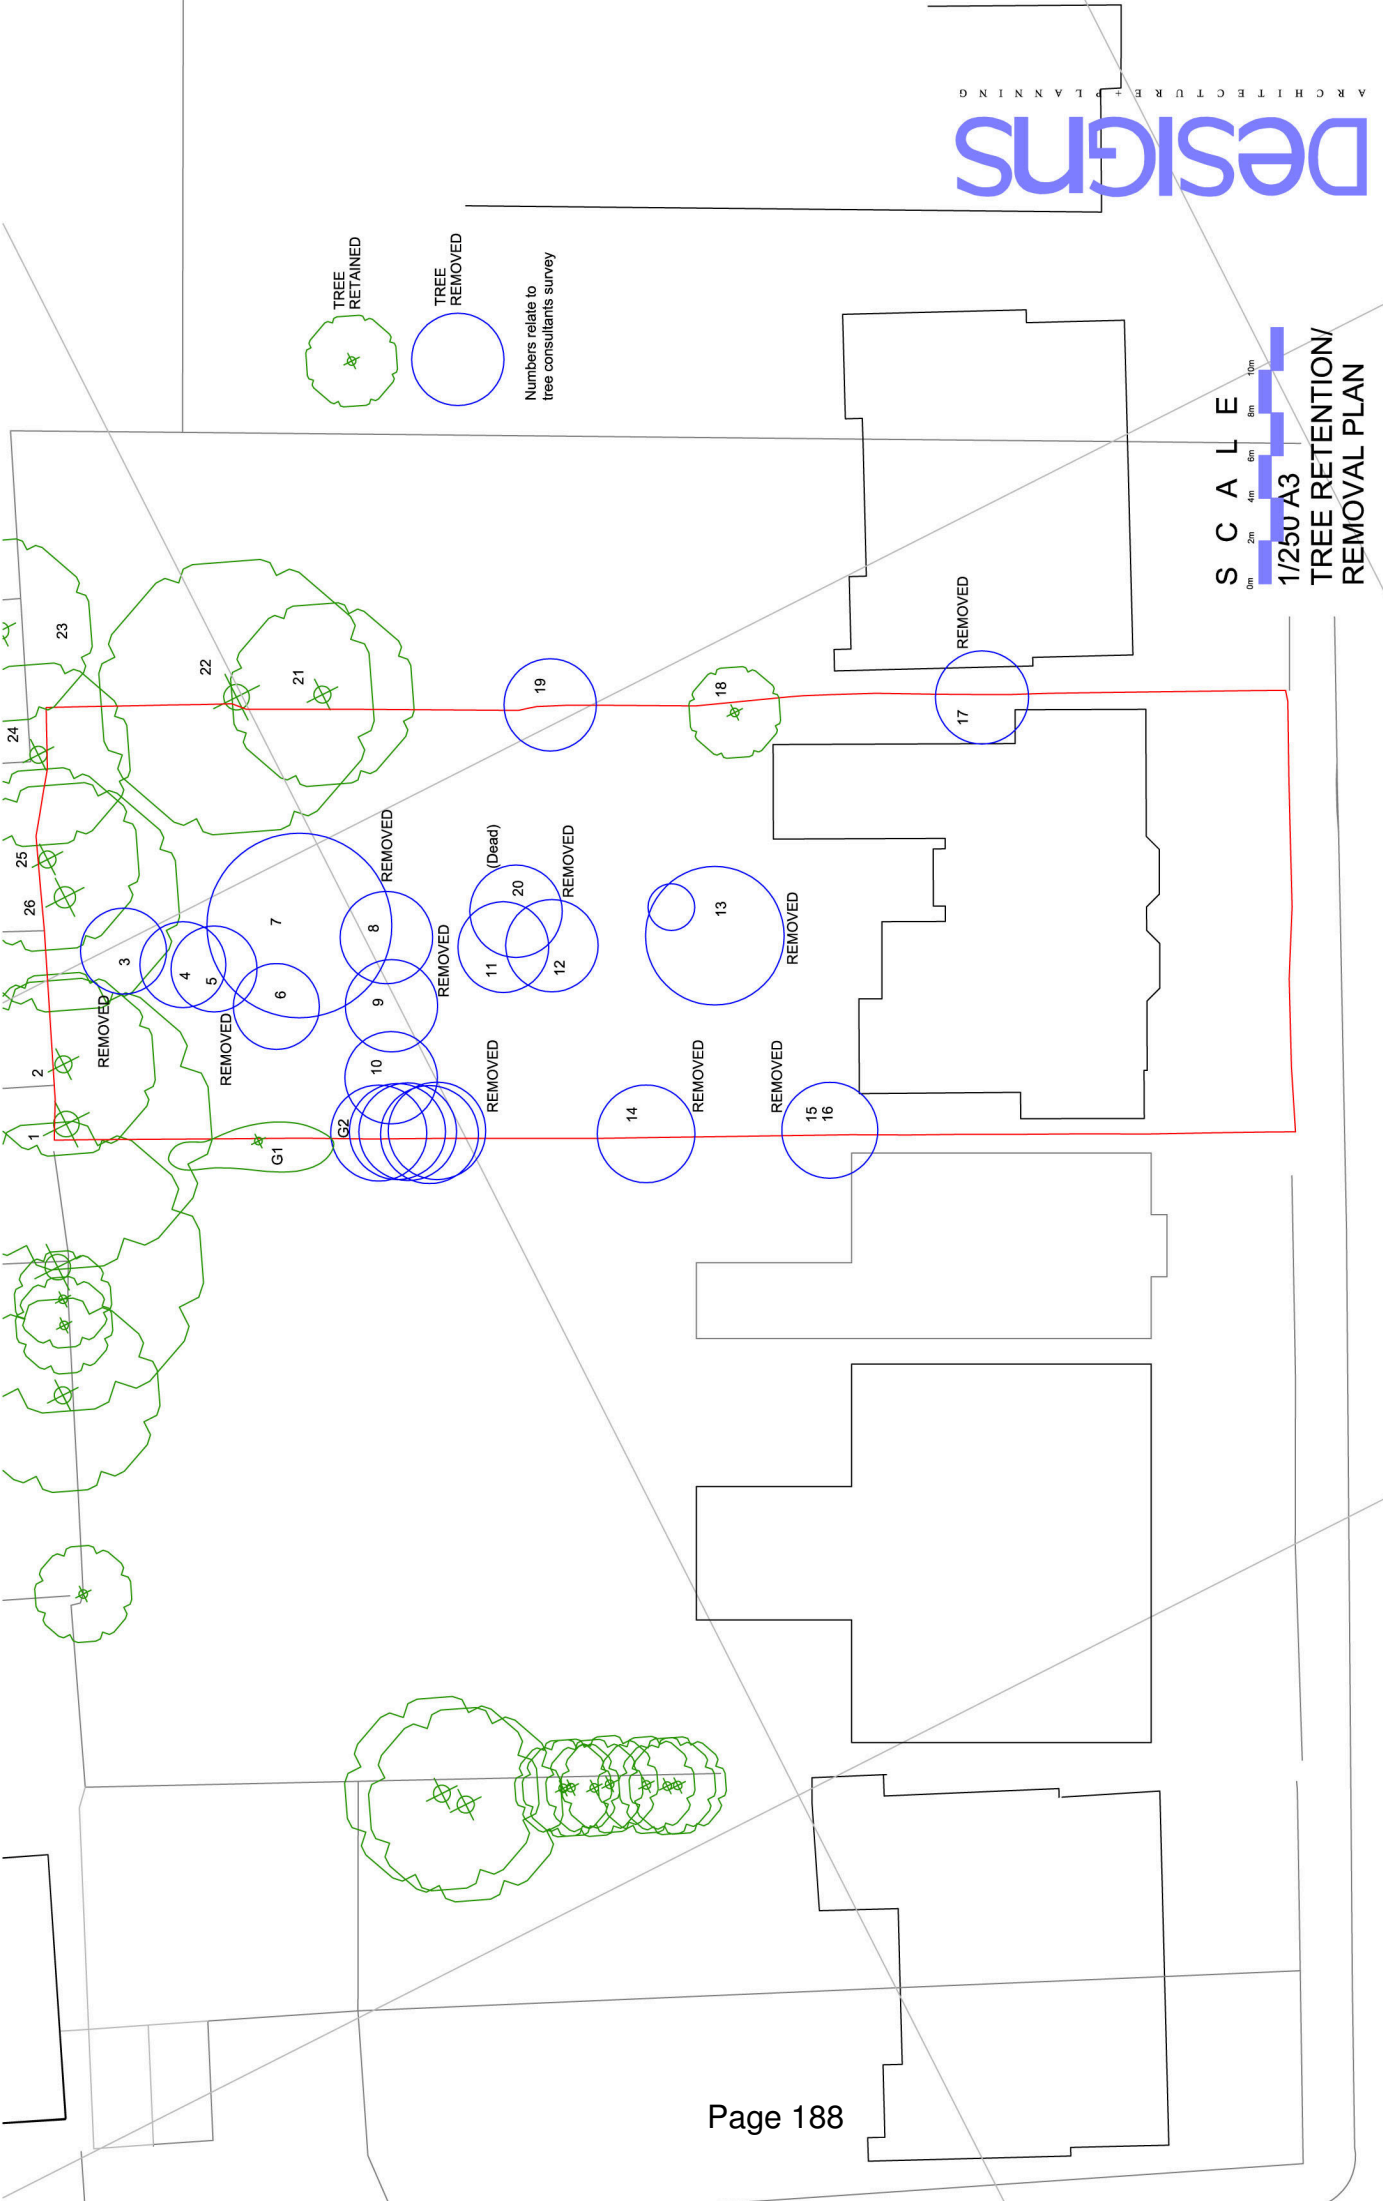 ARCHITECTURE + PLANNING
DESIGNS
TREE
RETAINED
TREE
REMOVED
Numbers relate to
tree consultants survey
S C A L E
0m 2m 4m 6m 8m 10m
1/250 A3
TREE RETENTION/
REMOVAL PLAN
23
22
21
24
25
26
19
18
REMOVED
17
3
4
5
6
7
8
REMOVED
9
REMOVED
10
(Dead)
20
REMOVED
11
12
13
REMOVED
2
1
REMOVED
REMOVED
G1
G2
REMOVED
14
REMOVED
REMOVED
15
16
Page 188